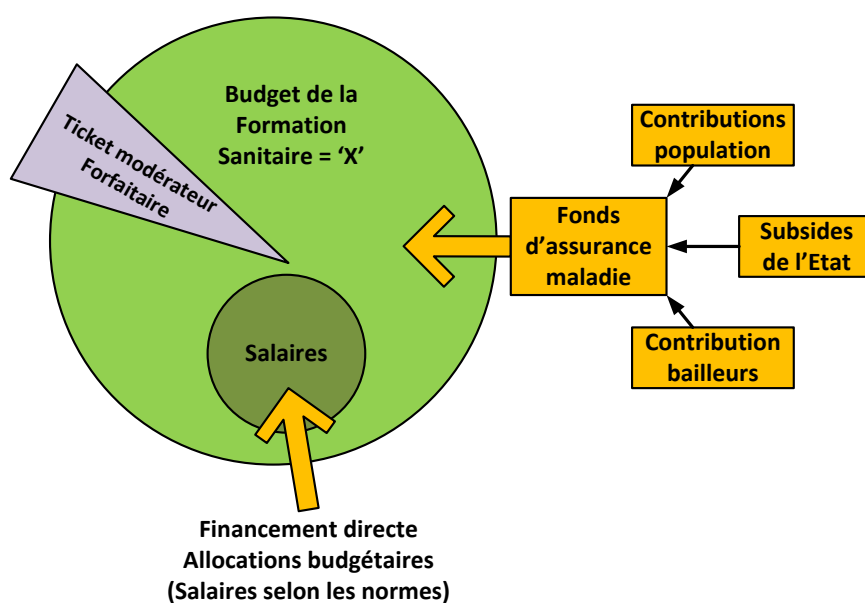 Budget de la
Formation
Sanitaire = ‘X’
Ticket modérateur
Forfaitaire
Salaires
Financement directe
Allocations budgétaires
(Salaires selon les normes)
Fonds
d’assurance
maladie
Contributions
population
Subsides
de l’Etat
Contribution
bailleurs